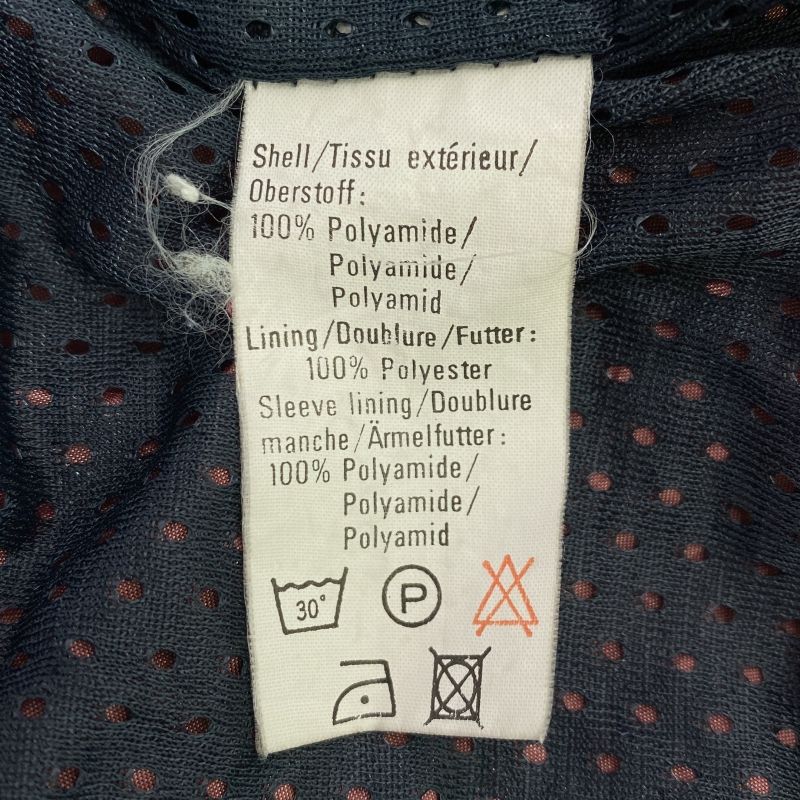 Shell/Tissu extérieur/
Oberstoff:
100% Polyamide/
Polyamide/
Polyamid
Lining/Doublure/Futter:
100% Polyester
Sleeve lining/Doublure
manche/Ärmelfutter:
100% Polyamide/
Polyamide/
Polyamid
30° P